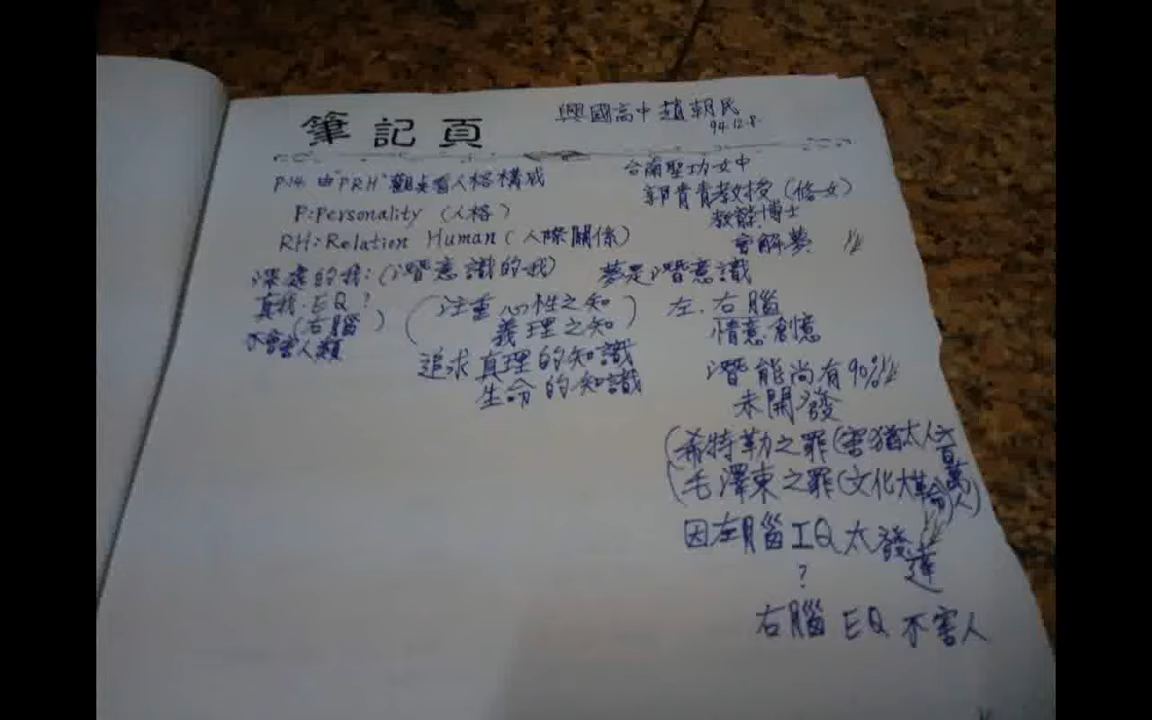 筆記頁
興國高中 趙朝民
94.12.8.
P.14. 由"PRH"觀點看人格構成
P:Personality (人格)
RH:Relation Human (人際關係)
深處的我:(潛意識的我)
真我.EQ?
(右腦)
不會害人類
(注重心性之知
義理之知)
追求真理的知識
生命的知識
台南聖功女中
郭青青教授(修女)
教育博士
會解夢
夢是潛意識
左.右腦
情意.創意
潛能尚有90%
未開發
(希特勒之罪(害猶太人六百萬人)
(毛澤東之罪(文化大革命)
因左腦IQ太發達
?
右腦EQ不害人